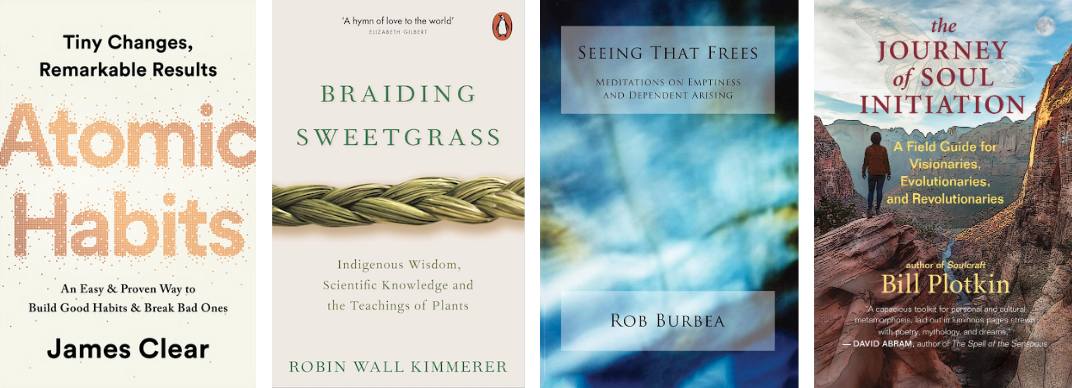 Tiny Changes,
Remarkable Results
Atomic
Habits
An Easy & Proven Way to
Build Good Habits & Break Bad Ones
James Clear
'A hymn of love to the world'
ELIZABETH GILBERT
BRAIDING
SWEETGRASS
Indigenous Wisdom,
Scientific Knowledge and
the Teachings of Plants
ROBIN WALL KIMMERER
SEEING THAT FREES
MEDITATIONS ON EMPTINESS
AND DEPENDENT ARISING
ROB BURBEA
the
JOURNEY
of SOUL
INITIATION
A Field Guide for
Visionaries,
Evolutionaries,
and Revolutionaries
author of Soulcraft
Bill Plotkin
"A capacious toolkit for personal and cultural
metamorphosis, laid out in luminous pages strewn
with poetry, mythology, and dreams."
— DAVID ABRAM, author of The Spell of the Sensuous